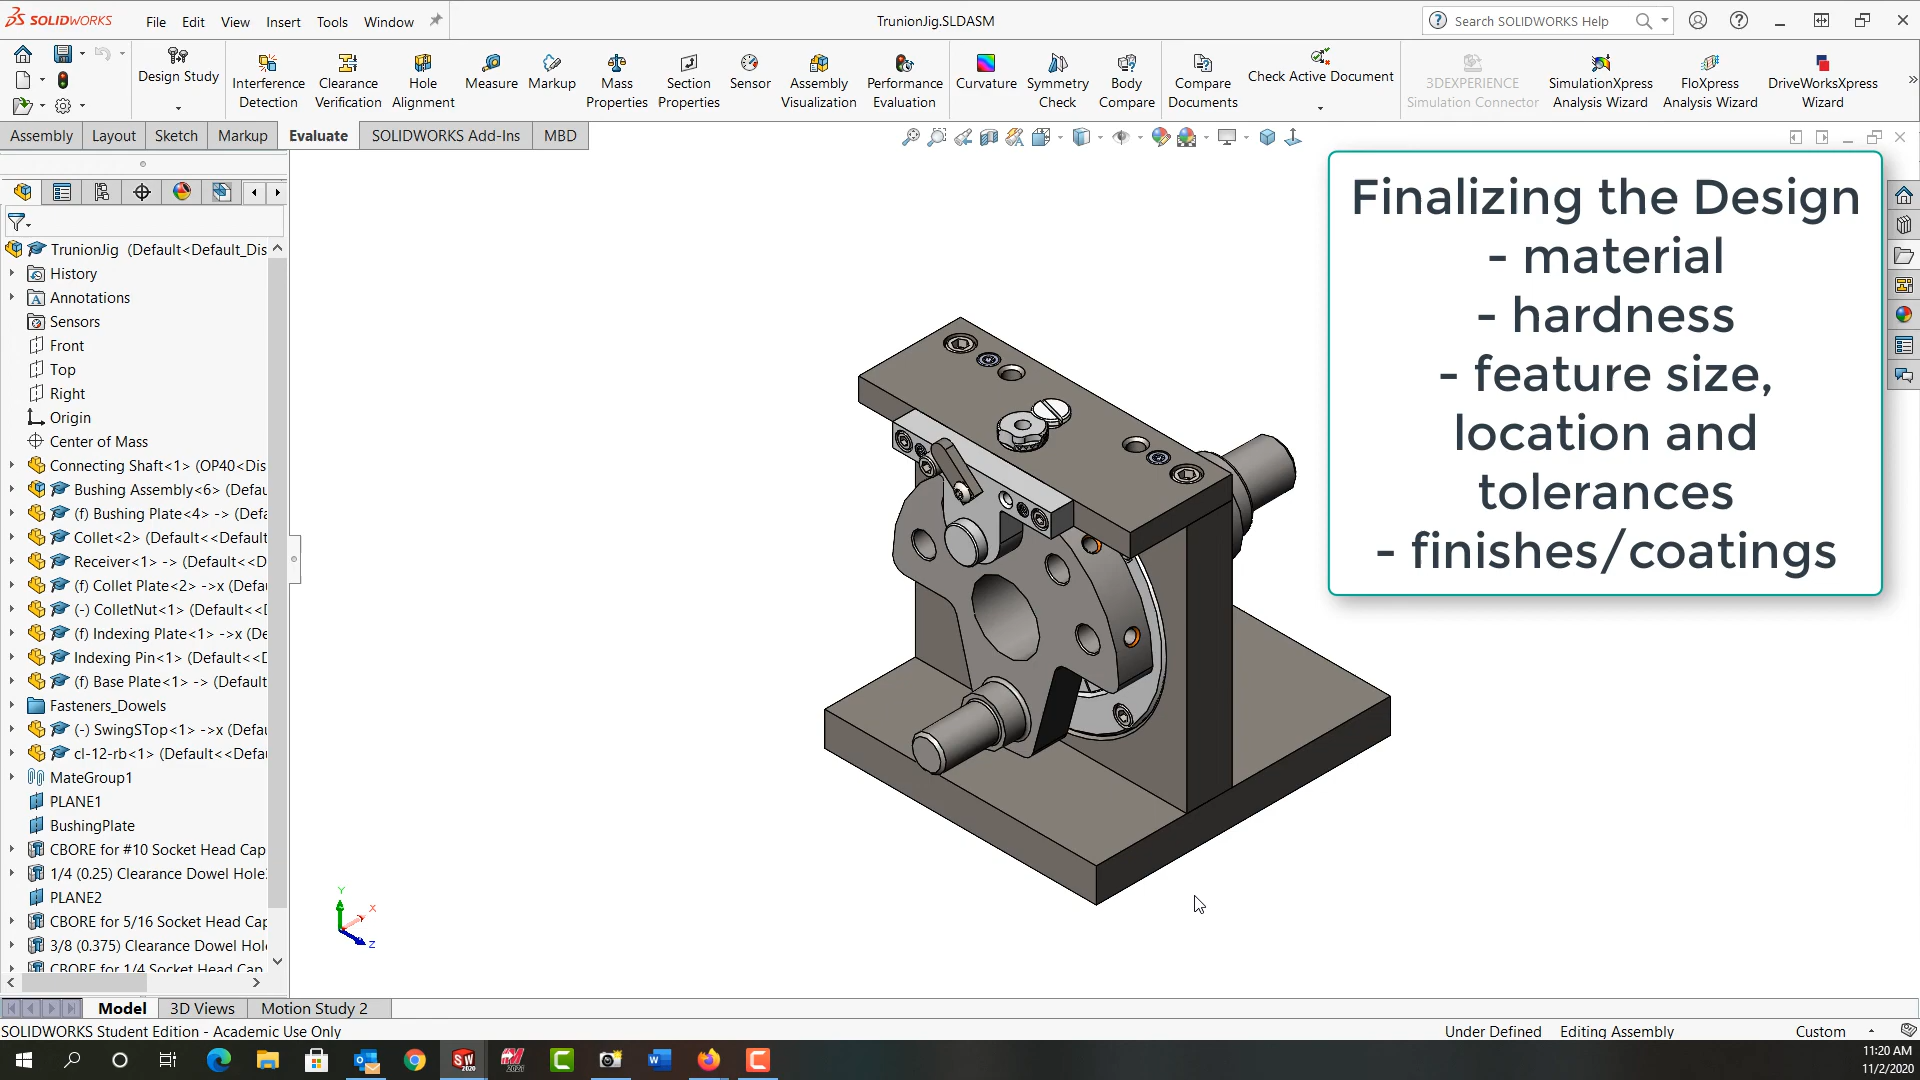 SOLIDWORKS
File Edit View Insert Tools Window
TrunionJig.SLDASM
Search SOLIDWORKS Help
Design Study
Interference Detection
Clearance Verification
Hole Alignment
Measure
Markup
Mass Properties
Section Properties
Sensor
Assembly Visualization
Performance Evaluation
Curvature
Symmetry Check
Body Compare
Compare Documents
Check Active Document
3DEXPERIENCE Simulation Connector
SimulationXpress Analysis Wizard
FloXpress Analysis Wizard
DriveWorksXpress Wizard
Assembly Layout Sketch Markup Evaluate SOLIDWORKS Add-Ins MBD
TrunionJig (Default<Default_Dis
History
Annotations
Sensors
Front
Top
Right
Origin
Center of Mass
Connecting Shaft<1> (OP40<Dis
Bushing Assembly<6> (Defau
(f) Bushing Plate<4> -> (Defa
Collet<2> (Default<<Default
Receiver<1> -> (Default<<Def
(f) Collet Plate<2> ->x (Defa
(-) ColletNut<1> (Default<<D
(f) Indexing Plate<1> ->x (De
Indexing Pin<1> (Default<<D
(f) Base Plate<1> -> (Default
Fasteners_Dowels
(-) SwingSTop<1> ->x (Defau
cl-12-rb<1> (Default<<Defau
MateGroup1
PLANE1
BushingPlate
CBORE for #10 Socket Head Cap
1/4 (0.25) Clearance Dowel Hole
PLANE2
CBORE for 5/16 Socket Head Cap
3/8 (0.375) Clearance Dowel Hol
CBORE for 1/4 Socket Head Cap
Finalizing the Design
- material
- hardness
- feature size,
location and
tolerances
- finishes/coatings
Y
X
Z
Model 3D Views Motion Study 2
SOLIDWORKS Student Edition - Academic Use Only
Under Defined Editing Assembly Custom
11:20 AM
11/2/2020